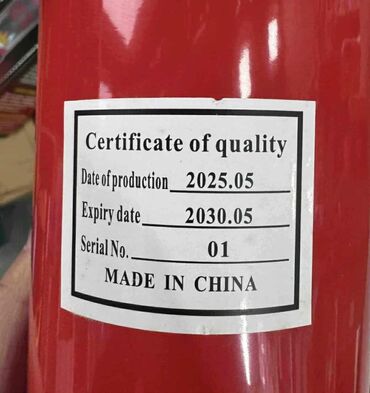 Certificate of quality
Date of production 2025.05
Expiry date 2030.05
Serial No. 01
MADE IN CHINA